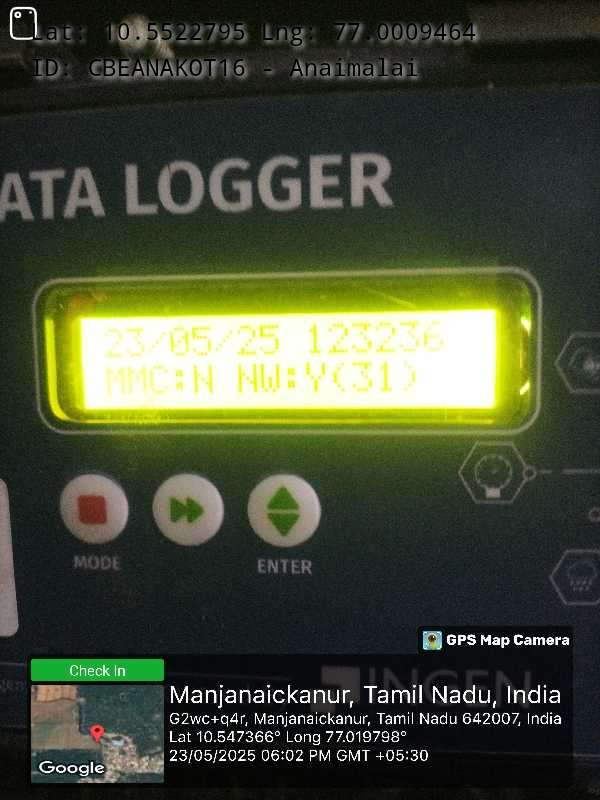 Lat: 10.5522795 Lng: 77.0009464
ID: CBEANAKOT16 - Anaimalai
ATA LOGGER
23/05/25 123236
MMC:N NW:Y(31)
MODE
ENTER
GPS Map Camera
Check In
INGEN
Manjanaickanur, Tamil Nadu, India
G2wc+q4r, Manjanaickanur, Tamil Nadu 642007, India
Lat 10.547366° Long 77.019798°
23/05/2025 06:02 PM GMT +05:30
Google